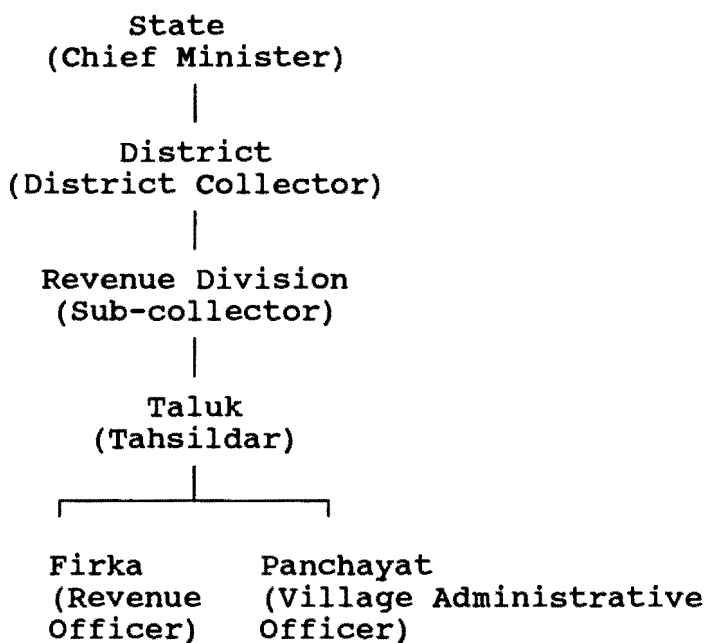 State
(Chief Minister)
District
(District Collector)
Revenue Division
(Sub-collector)
Taluk
(Tahsildar)
Firka
(Revenue
Officer)
Panchayat
(Village Administrative
Officer)